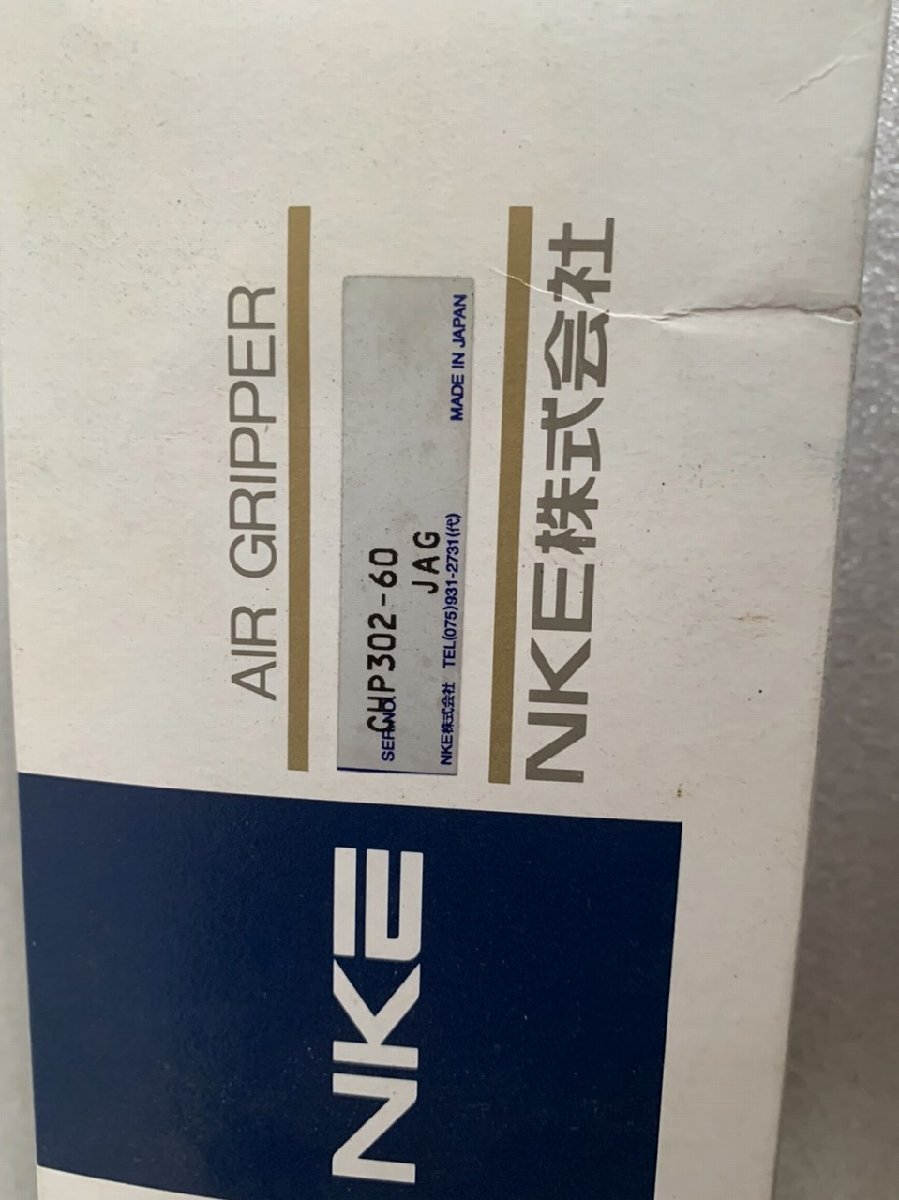 NKE
AIR GRIPPER
CHP302-60
SER.NO.
JAG
NKE株式会社 TEL(075)931-2731(代) MADE IN JAPAN
NKE株式会社